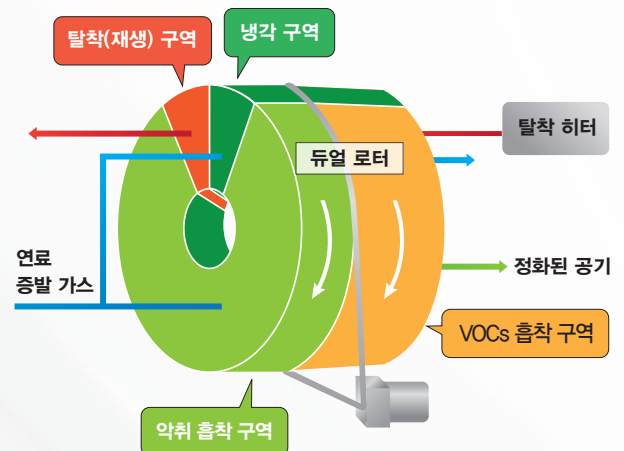 탈착(재생) 구역
냉각 구역
탈착 히터
듀얼 로터
연료
증발 가스
정화된 공기
VOCs 흡착 구역
악취 흡착 구역